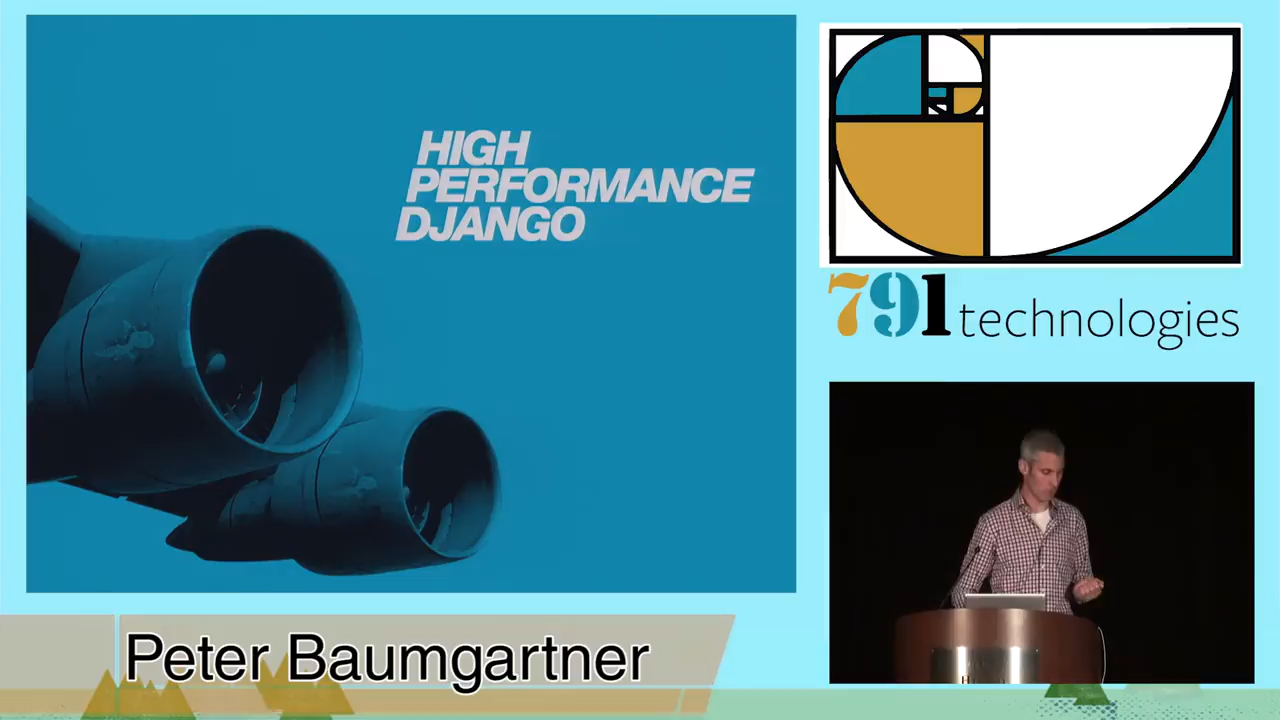 HIGH
PERFORMANCE
DJANGO
791 technologies
Peter Baumgartner